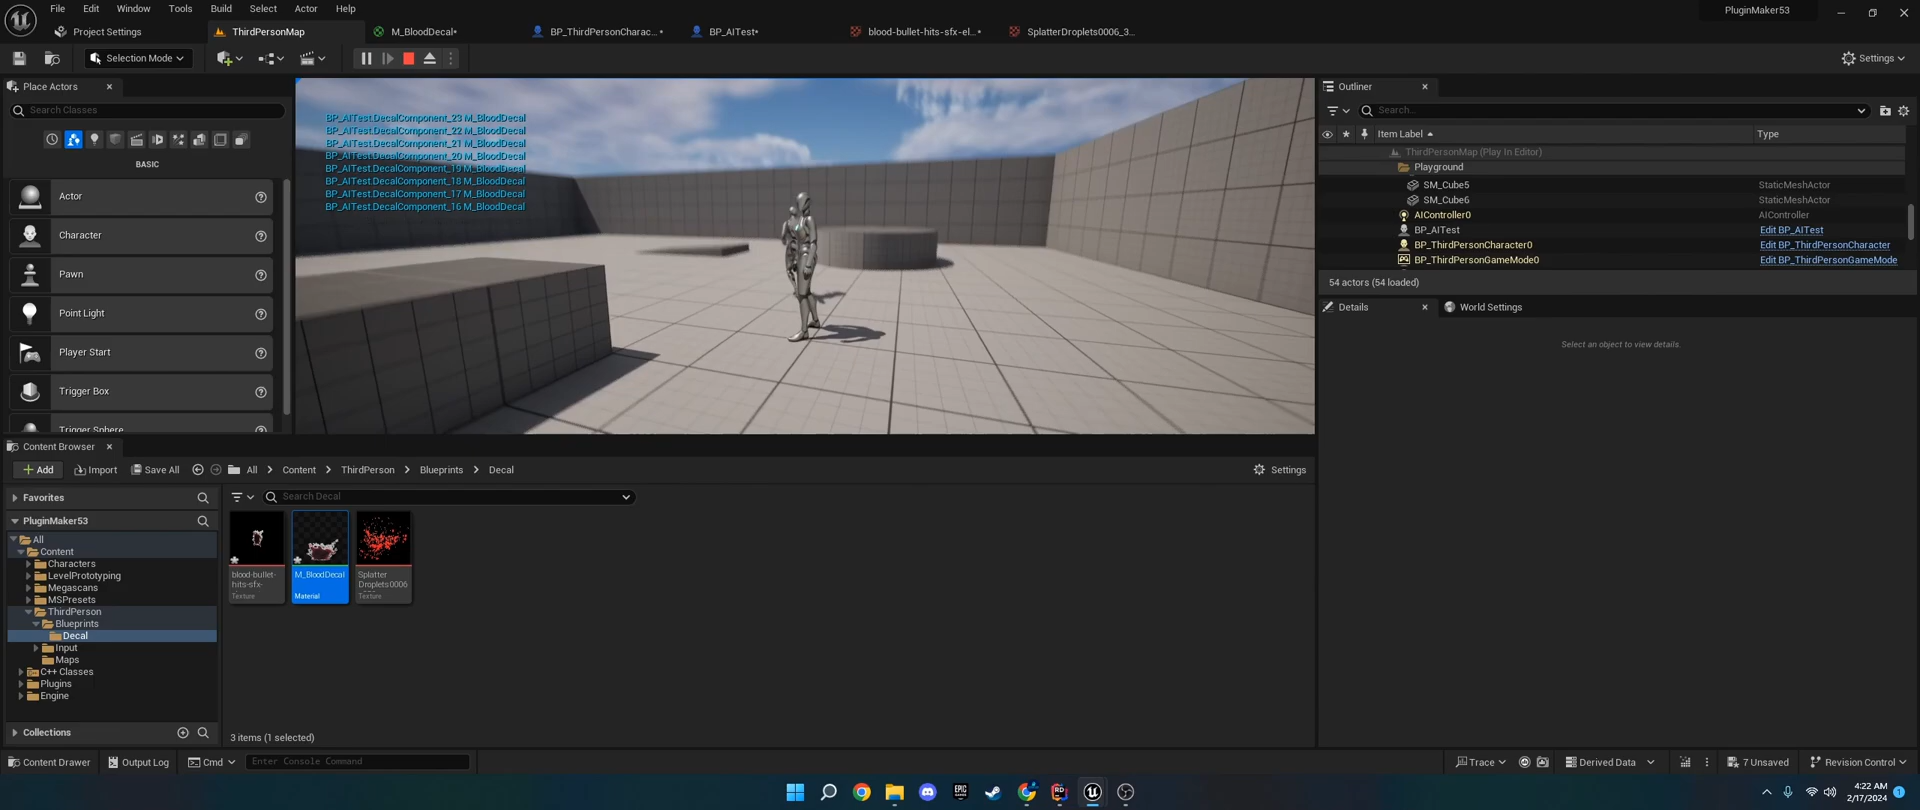 File Edit Window Tools Build Select Actor Help
PluginMaker53
Project Settings
ThirdPersonMap
M_BloodDecal*
BP_ThirdPersonCharac...*
BP_AITest*
blood-bullet-hits-sfx-el...*
SplatterDroplets0006_3...
Selection Mode
Settings
Place Actors
Search Classes
BASIC
Actor
Character
Pawn
Point Light
Player Start
Trigger Box
Trigger Sphere
BP_AITest.DecalComponent_23 M_BloodDecal
BP_AITest.DecalComponent_22 M_BloodDecal
BP_AITest.DecalComponent_21 M_BloodDecal
BP_AITest.DecalComponent_20 M_BloodDecal
BP_AITest.DecalComponent_19 M_BloodDecal
BP_AITest.DecalComponent_18 M_BloodDecal
BP_AITest.DecalComponent_17 M_BloodDecal
BP_AITest.DecalComponent_16 M_BloodDecal
Outliner
Search...
Item Label Type
ThirdPersonMap (Play In Editor)
Playground
SM_Cube5 StaticMeshActor
SM_Cube6 StaticMeshActor
AIController0 AIController
BP_AITest Edit BP_AITest
BP_ThirdPersonCharacter0 Edit BP_ThirdPersonCharacter
BP_ThirdPersonGameMode0 Edit BP_ThirdPersonGameMode
54 actors (54 loaded)
Details
World Settings
Select an object to view details.
Content Browser
Add Import Save All All Content ThirdPerson Blueprints Decal Settings
Favorites
PluginMaker53
All
Content
Characters
LevelPrototyping
Megascans
MSPresets
ThirdPerson
Blueprints
Decal
Input
Maps
C++ Classes
Plugins
Engine
Collections
Search Decal
blood-bullet-
hits-sfx-
Texture
M_BloodDecal
Material
Splatter
Droplets0006
Texture
3 items (1 selected)
Content Drawer Output Log Cmd Enter Console Command Trace Derived Data 7 Unsaved Revision Control
EPIC
RD
4:22 AM
2/17/2024